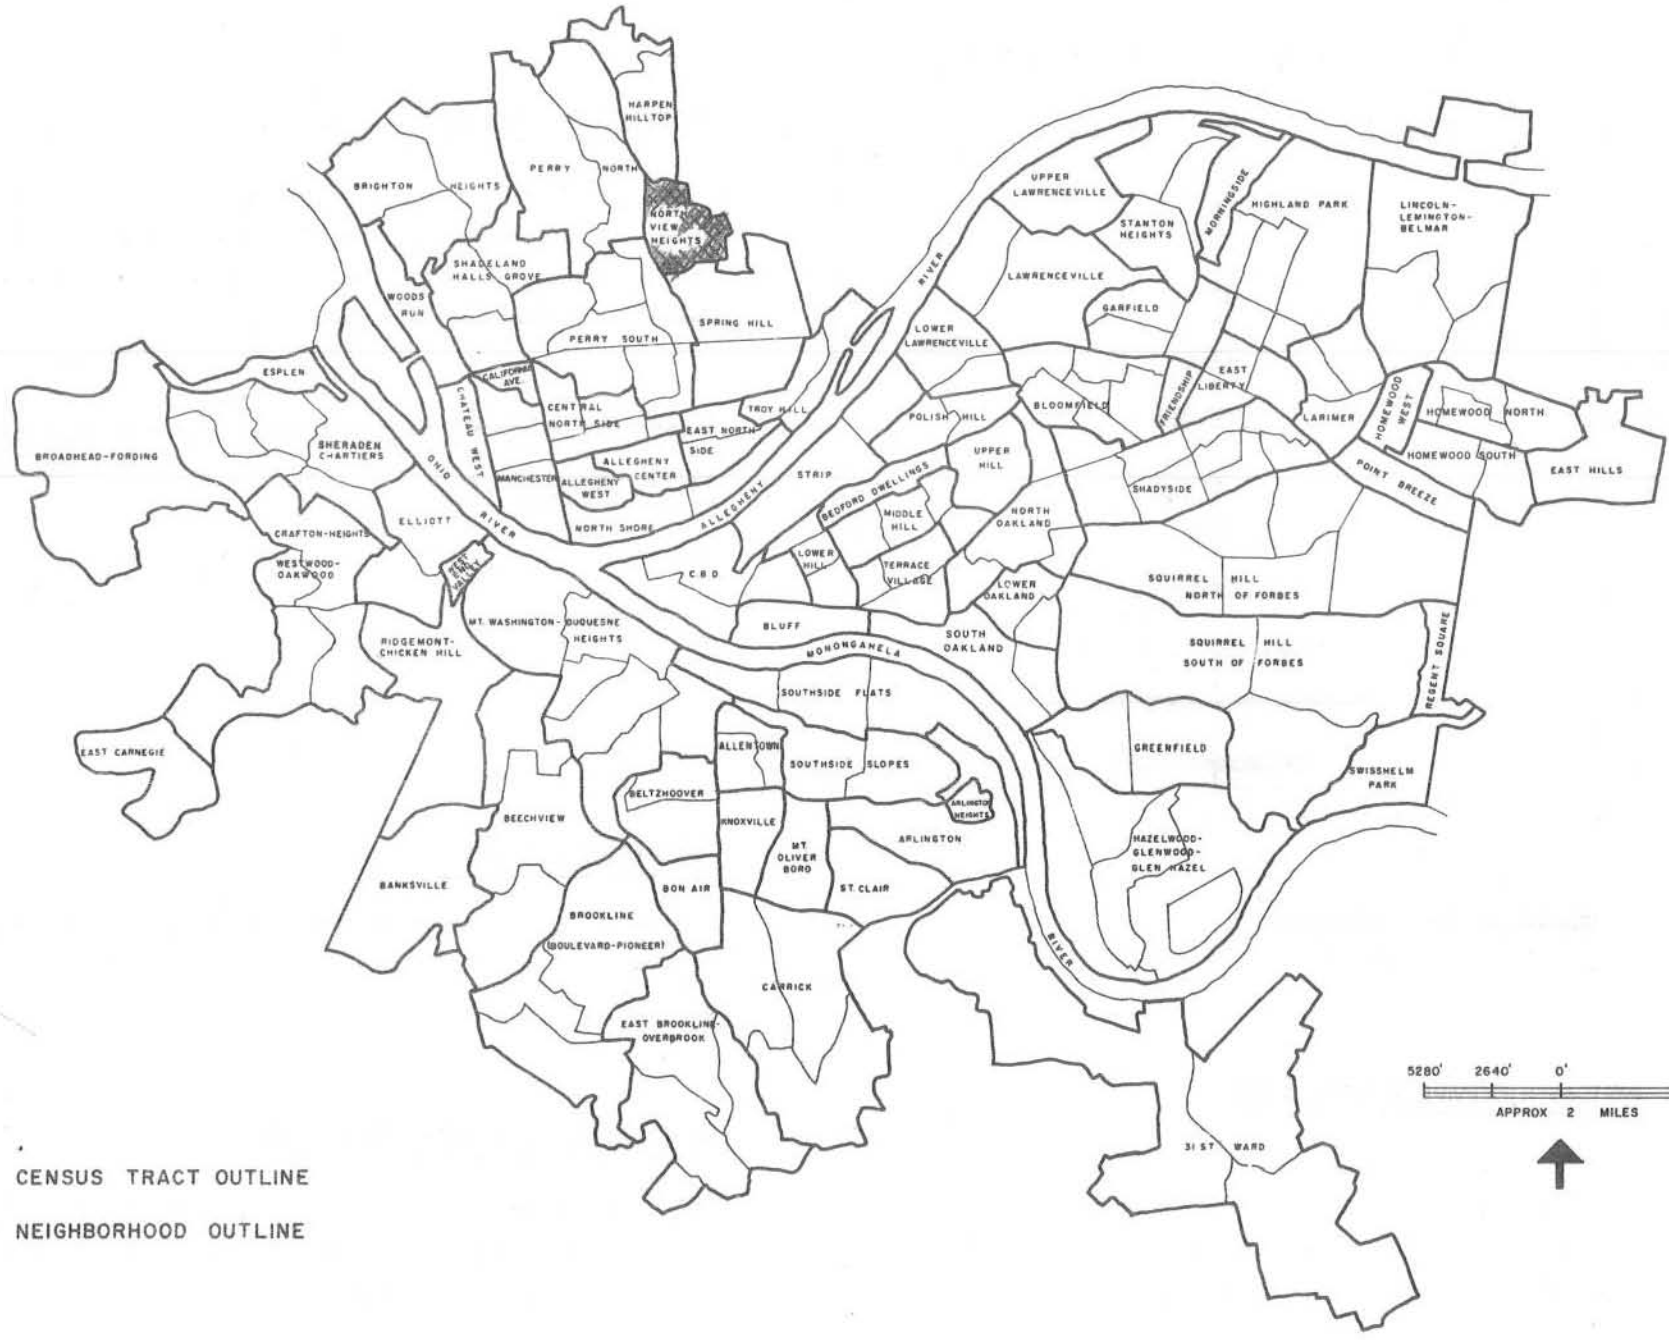 HARPEN
HILLTOP
PERRY NORTH
BRIGHTON HEIGHTS
NORTH
VIEW
HEIGHTS
SHADELAND
HALLS GROVE
WOODS
RUN
PERRY SOUTH
SPRING HILL
CALIFORNIA
AVE.
CHATEAU WEST
CENTRAL
NORTH SIDE
TROY HILL
EAST NORTH
SIDE
MANCHESTER
ALLEGHENY
WEST
ALLEGHENY
CENTER
NORTH SHORE
ALLEGHENY
RIVER
OHIO
RIVER
ESPLEN
BROADHEAD-FORDING
SHERADEN
CHARTIERS
ELLIOTT
CRAFTON-HEIGHTS
WESTWOOD-
OAKWOOD
WEST
END
VALLEY
RIDGEMONT-
CHICKEN HILL
MT. WASHINGTON- DUQUESNE
HEIGHTS
EAST CARNEGIE
BANKSVILLE
BEECHVIEW
BELTZHOOVER
ALLENTOWN
KNOXVILLE
BON AIR
MT.
OLIVER
BORO
BROOKLINE
(BOULEVARD-PIONEER)
EAST BROOKLINE-
OVERBROOK
CARRICK
ST. CLAIR
ARLINGTON
ARLINGTON
HEIGHTS
SOUTHSIDE SLOPES
SOUTHSIDE FLATS
MONONGAHELA
RIVER
UPPER
LAWRENCEVILLE
STANTON
HEIGHTS
MORNINGSIDE
HIGHLAND PARK
LINCOLN-
LEMINGTON-
BELMAR
LAWRENCEVILLE
GARFIELD
LOWER
LAWRENCEVILLE
EAST
LIBERTY
FRIENDSHIP
BLOOMFIELD
LARIMER
HOMEWOOD
WEST
HOMEWOOD NORTH
HOMEWOOD SOUTH
EAST HILLS
POINT BREEZE
SHADYSIDE
POLISH HILL
UPPER
HILL
STRIP
BEDFORD DWELLINGS
MIDDLE
HILL
NORTH
OAKLAND
LOWER
HILL
TERRACE
VILLAGE
LOWER
OAKLAND
C B D
BLUFF
SOUTH
OAKLAND
SQUIRREL HILL
NORTH OF FORBES
SQUIRREL HILL
SOUTH OF FORBES
REGENT SQUARE
GREENFIELD
SWISSHELM
PARK
HAZELWOOD-
GLENWOOD-
GLEN HAZEL
31 ST WARD
5280' 2640' 0'
APPROX 2 MILES
CENSUS TRACT OUTLINE
NEIGHBORHOOD OUTLINE